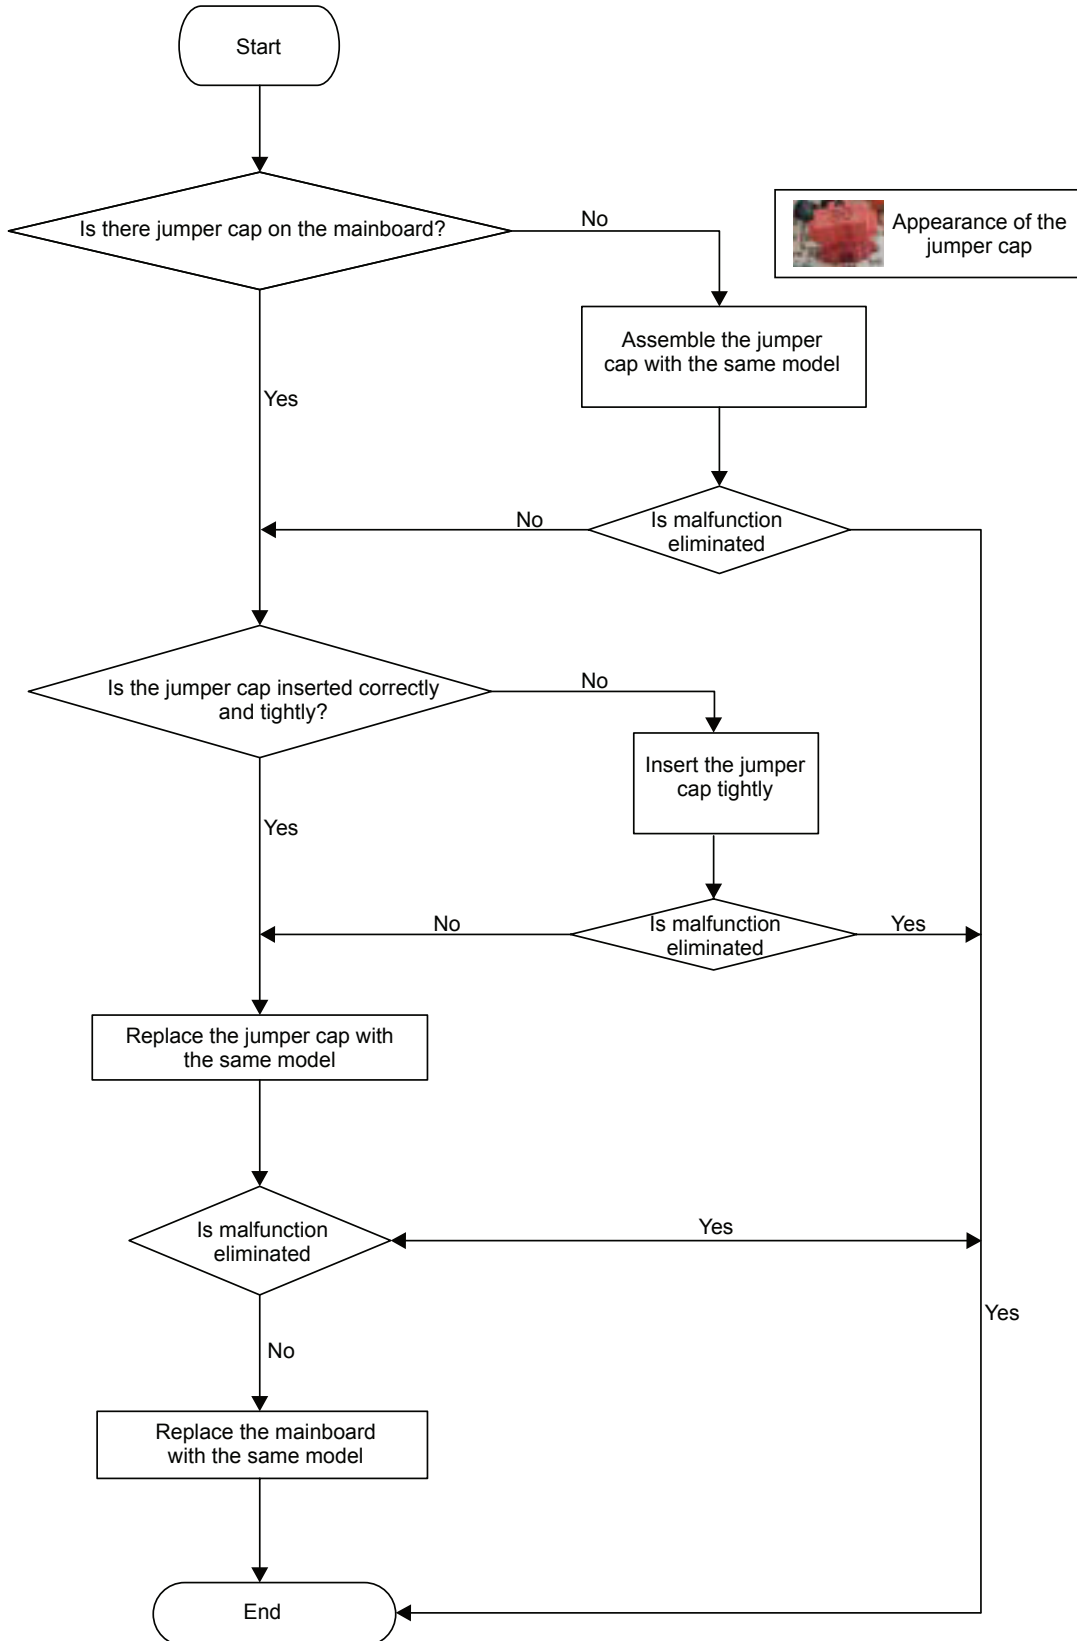 Start
Is there jumper cap on the mainboard?
No
Appearance of the
jumper cap
Assemble the jumper
cap with the same model
Yes
No
Is malfunction
eliminated
Is the jumper cap inserted correctly
and tightly?
No
Insert the jumper
cap tightly
Yes
No
Is malfunction
eliminated
Yes
Replace the jumper cap with
the same model
Is malfunction
eliminated
Yes
Yes
No
Replace the mainboard
with the same model
End